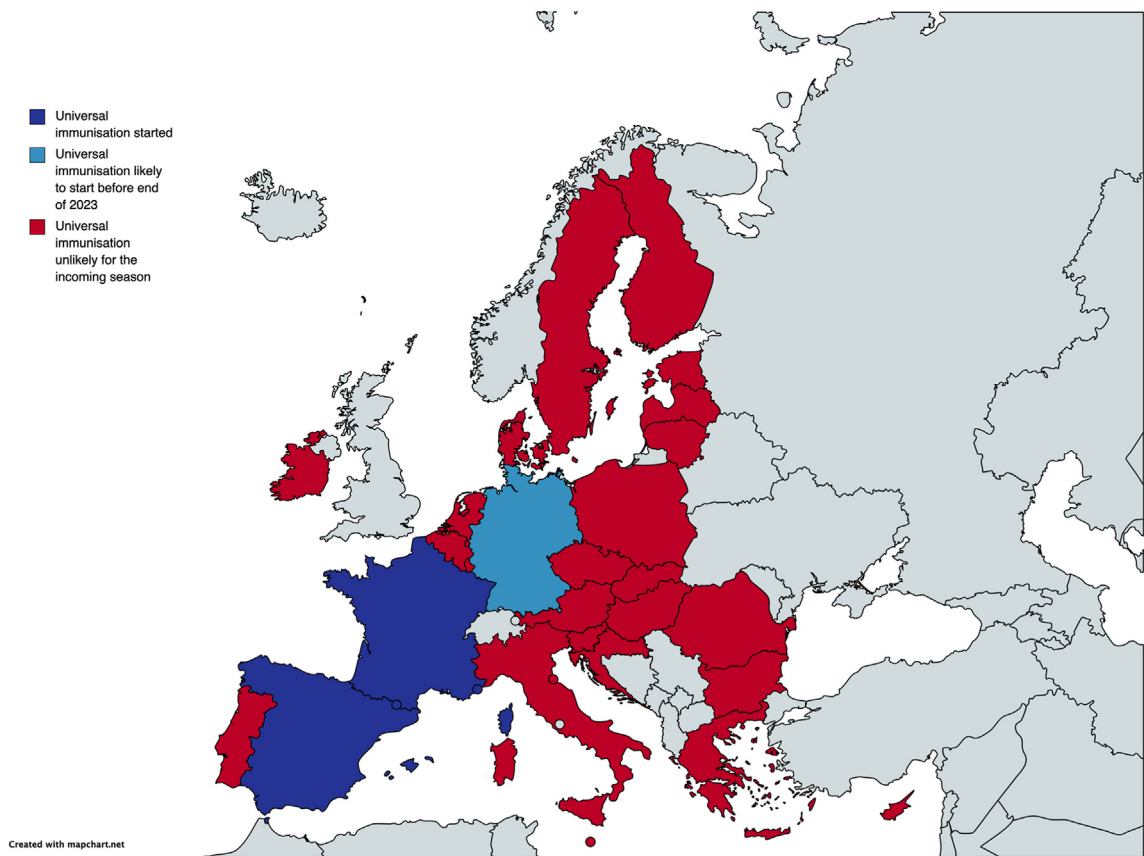 Universal
immunisation started
Universal
immunisation likely
to start before end
of 2023
Universal
immunisation
unlikely for the
incoming season
Created with mapchart.net